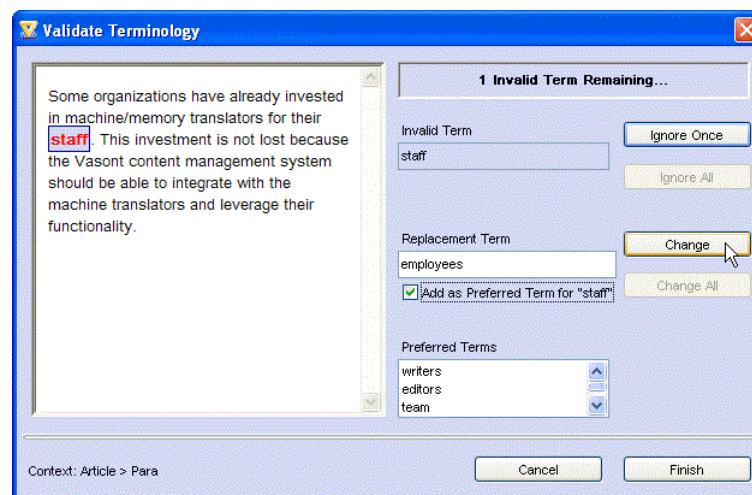 Validate Terminology
Some organizations have already invested
in machine/memory translators for their
staff. This investment is not lost because
the Vasont content management system
should be able to integrate with the
machine translators and leverage their
functionality.
1 Invalid Term Remaining...
Invalid Term
staff
Ignore Once
Ignore All
Replacement Term
employees
Change
Add as Preferred Term for "staff"
Change All
Preferred Terms
writers
editors
team
Context: Article > Para
Cancel
Finish